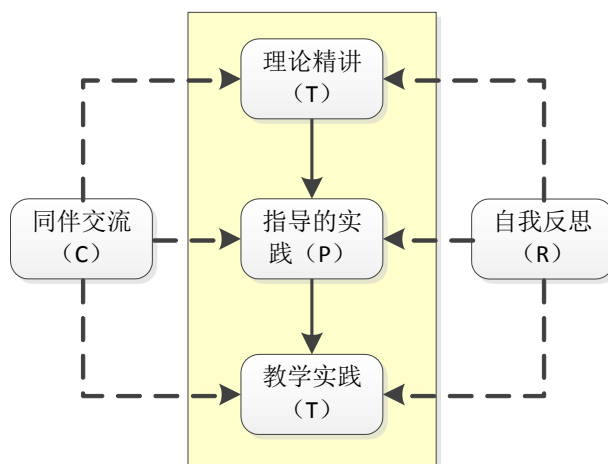 理论精讲
（T）
同伴交流
（C）
指导的实
践（P）
自我反思
（R）
教学实践
（T）